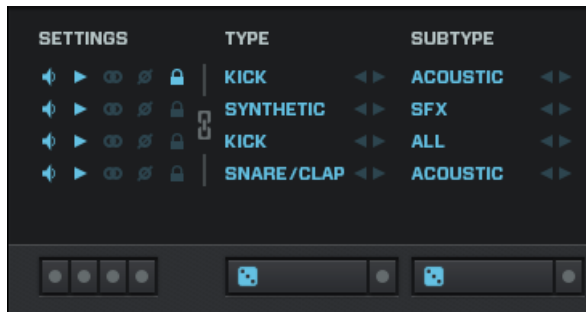 SETTINGS TYPE SUBTYPE
KICK ACOUSTIC
SYNTHETIC SFX
KICK ALL
SNARE/CLAP ACOUSTIC